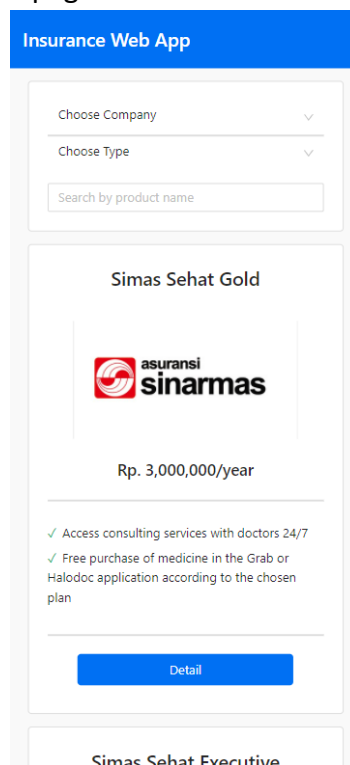 Insurance Web App
Choose Company
Choose Type
Search by product name
Simas Sehat Gold
asuransi
sinarmas
Rp. 3,000,000/year
✓ Access consulting services with doctors 24/7
✓ Free purchase of medicine in the Grab or
Halodoc application according to the chosen
plan
Detail
Simas Sehat Executive